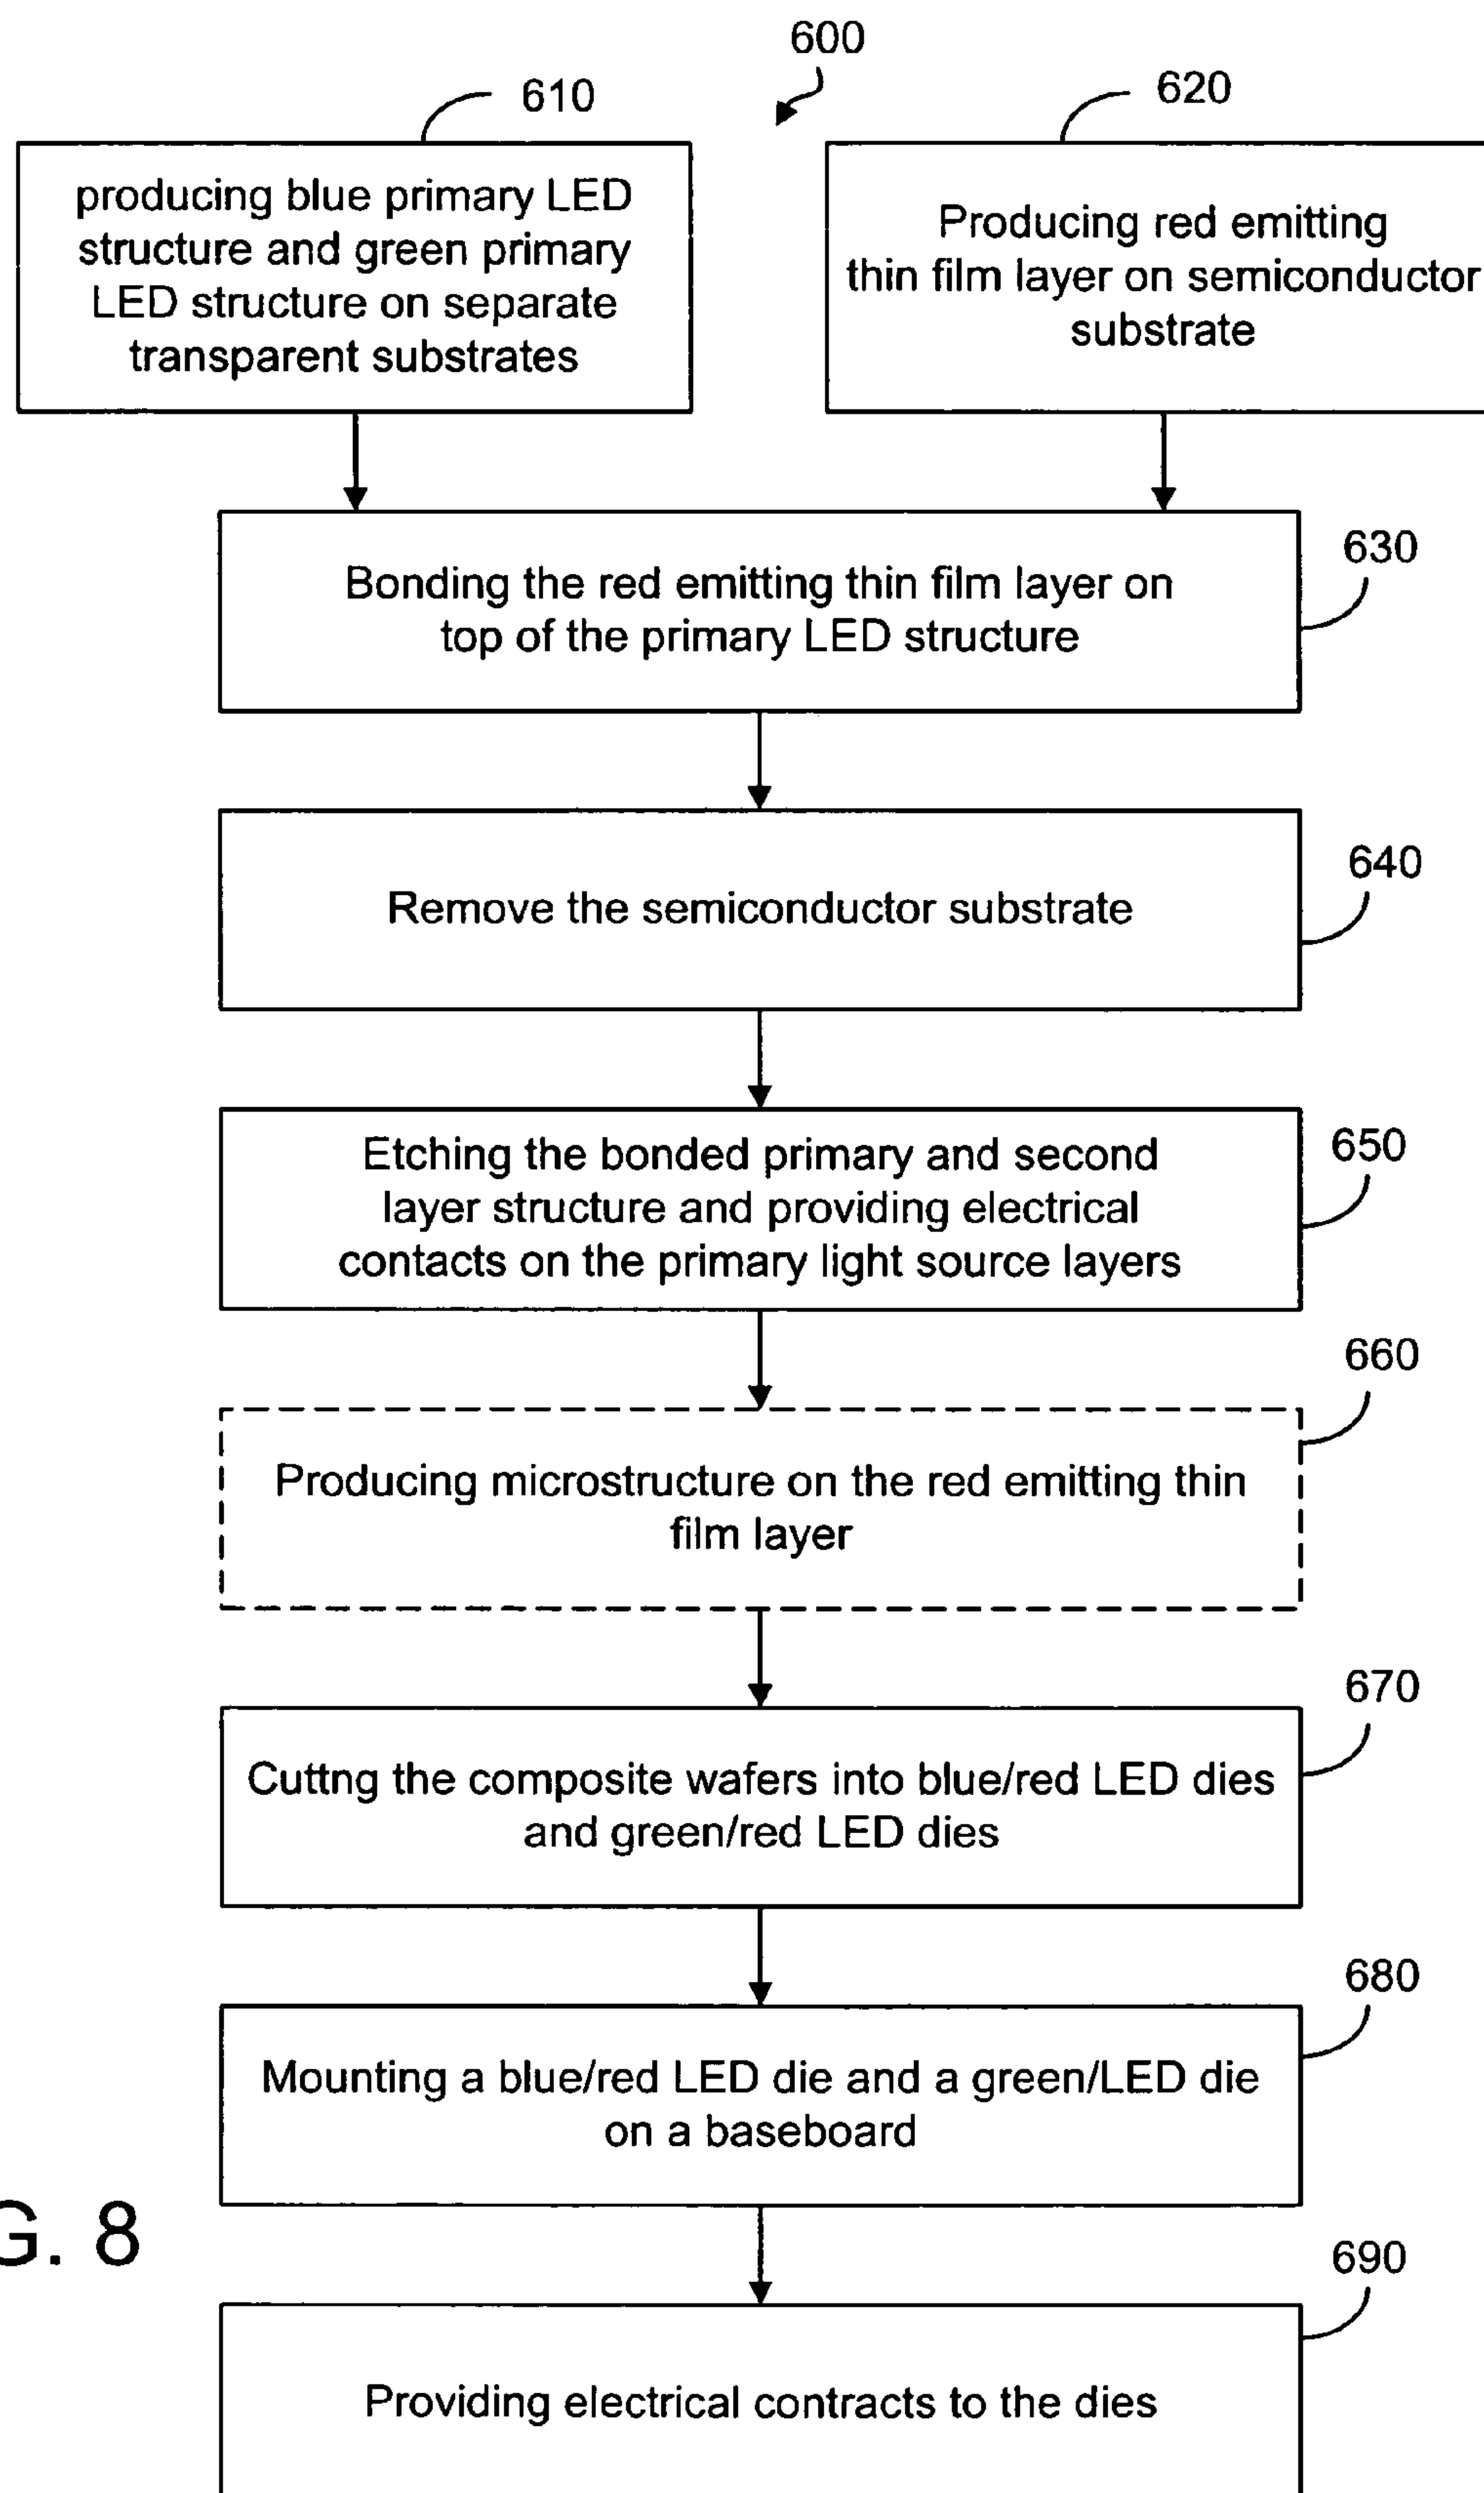 600
610
620
producing blue primary LED
structure and green primary
LED structure on separate
transparent substrates
Producing red emitting
thin film layer on semiconductor
substrate
630
Bonding the red emitting thin film layer on
top of the primary LED structure
640
Remove the semiconductor substrate
650
Etching the bonded primary and second
layer structure and providing electrical
contacts on the primary light source layers
660
Producing microstructure on the red emitting thin
film layer
670
Cuttng the composite wafers into blue/red LED dies
and green/red LED dies
680
Mounting a blue/red LED die and a green/LED die
on a baseboard
G. 8
690
Providing electrical contracts to the dies